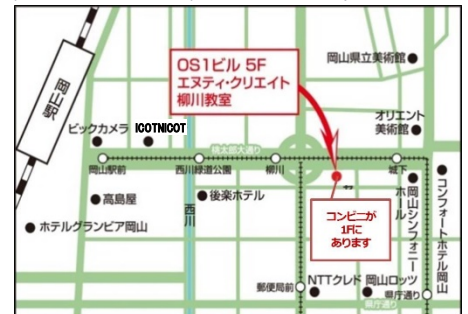 OS1ビル 5F
エヌティ・クリエイト
柳川教室
岡山県立美術館
岡山駅
ビックカメラ
ICOTNICOT
オリエント
美術館
桃太郎大通り
岡山駅前
西川緑道公園
柳川
城下
高島屋
西川
後楽ホテル
ホテルグランビア岡山
コンビニが
1Fに
あります
岡山シンフォニー
ホール
コンフォートホテル岡山
郵便局前
NTTクレド
岡山ロッツ
県庁通り
県庁通り